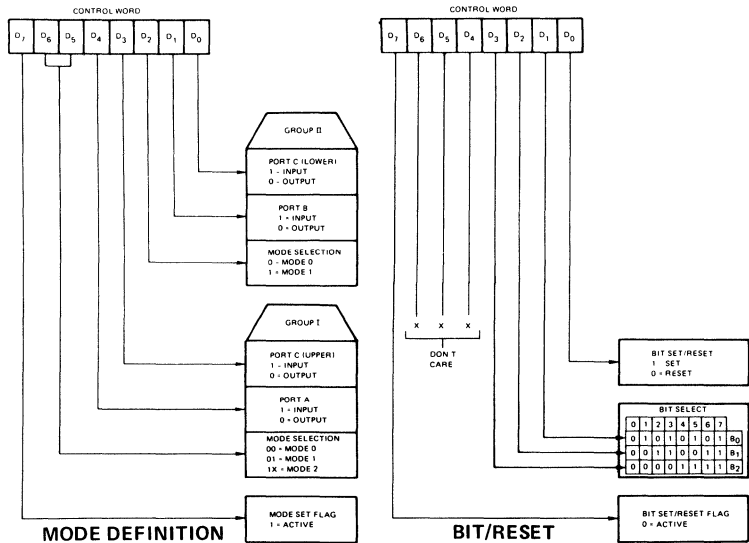 CONTROL WORD
D7 D6 D5 D4 D3 D2 D1 D0
GROUP II
PORT C (LOWER)
1 - INPUT
0 - OUTPUT
PORT B
1 = INPUT
0 = OUTPUT
MODE SELECTION
0 - MODE 0
1 = MODE 1
GROUP I
PORT C (UPPER)
1 - INPUT
0 = OUTPUT
PORT A
1 = INPUT
0 = OUTPUT
MODE SELECTION
00 = MODE 0
01 = MODE 1
1X = MODE 2
MODE SET FLAG
1 = ACTIVE
MODE DEFINITION
CONTROL WORD
D7 D6 D5 D4 D3 D2 D1 D0
X X X
DON T
CARE
BIT SET/RESET
1 SET
0 = RESET
BIT SELECT
0 1 2 3 4 5 6 7
0 1 0 1 0 1 0 1 B0
0 0 1 1 0 0 1 1 B1
0 0 0 0 1 1 1 1 B2
BIT SET/RESET FLAG
0 = ACTIVE
BIT/RESET